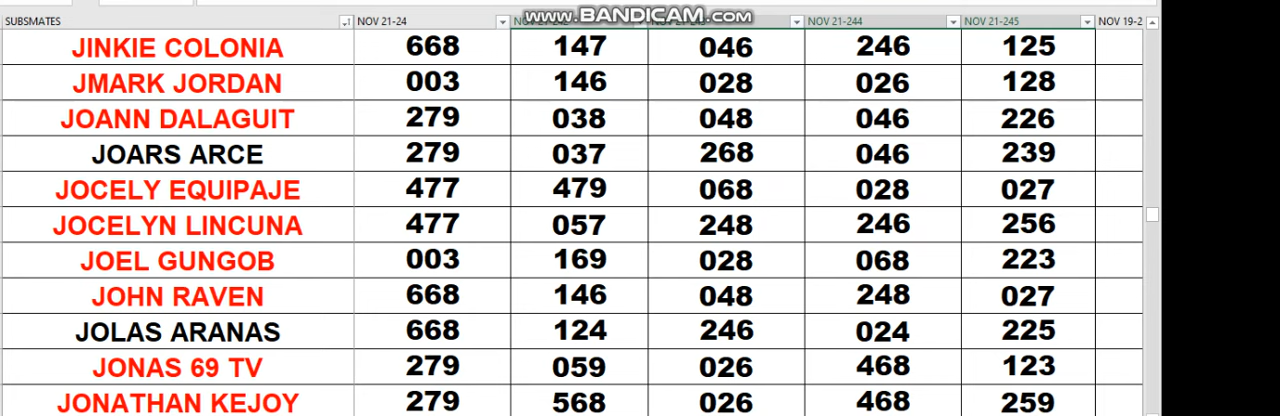 www.BANDICAM.com
SUBSMATES NOV 21-24 NOV 21-244 NOV 21-245 NOV 19-2
JINKIE COLONIA 668 147 046 246 125
JMARK JORDAN 003 146 028 026 128
JOANN DALAGUIT 279 038 048 046 226
JOARS ARCE 279 037 268 046 239
JOCELY EQUIPAJE 477 479 068 028 027
JOCELYN LINCUNA 477 057 248 246 256
JOEL GUNGOB 003 169 028 068 223
JOHN RAVEN 668 146 048 248 027
JOLAS ARANAS 668 124 246 024 225
JONAS 69 TV 279 059 026 468 123
JONATHAN KEJOY 279 568 026 468 259